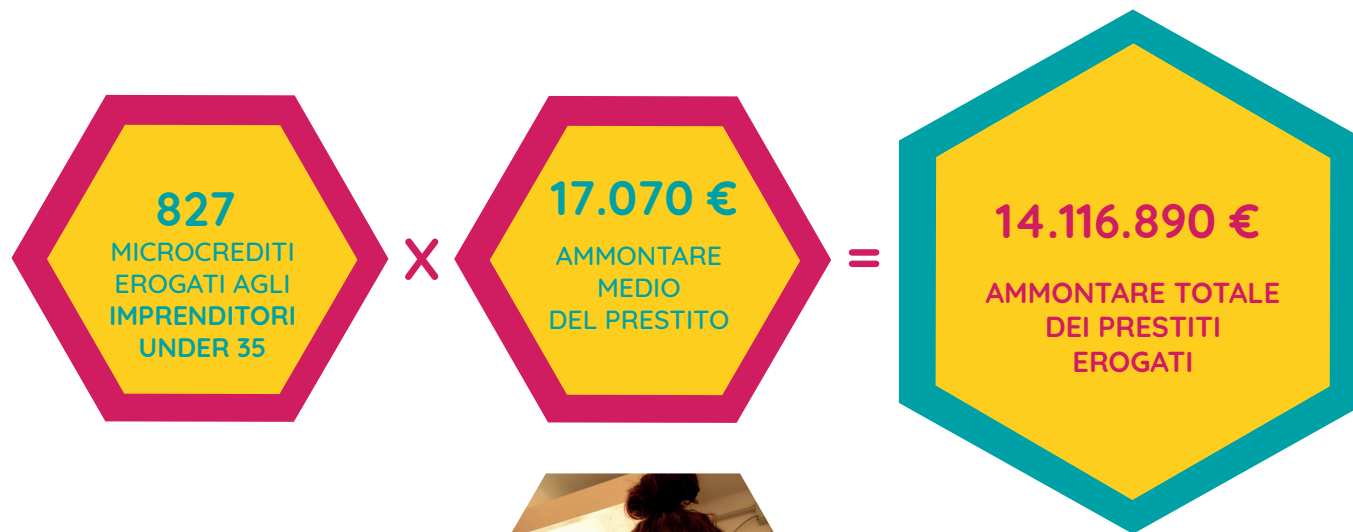 827
MICROCREDITI
EROGATI AGLI
IMPRENDITORI
UNDER 35
X
17.070 €
AMMONTARE
MEDIO
DEL PRESTITO
=
14.116.890 €
AMMONTARE TOTALE
DEI PRESTITI
EROGATI